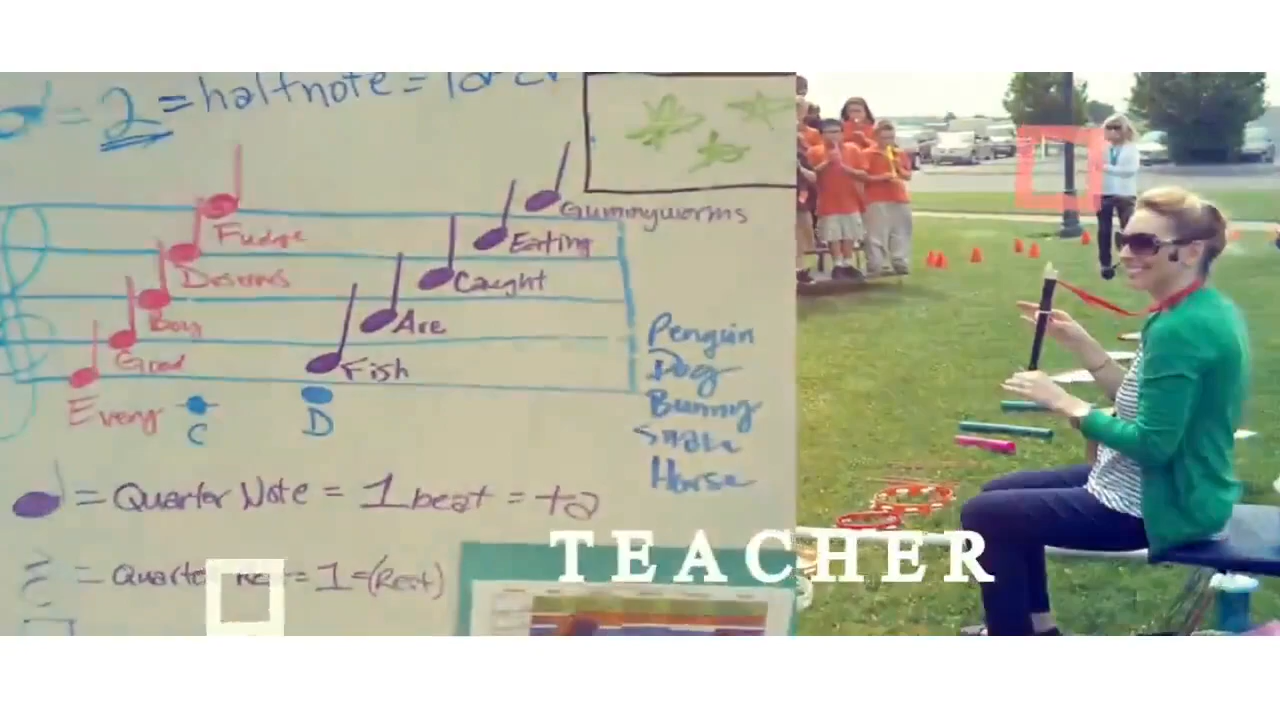 = 2 = halfnote =
Gummyworms
Fudge
Eating
Deserves
Caught
Boy
Are
Good
Fish
Every
C
D
Penguin
Dog
Bunny
Snake
Horse
= Quarter Note = 1 beat = ta
= Quarter = 1 = (Rest)
TEACHER